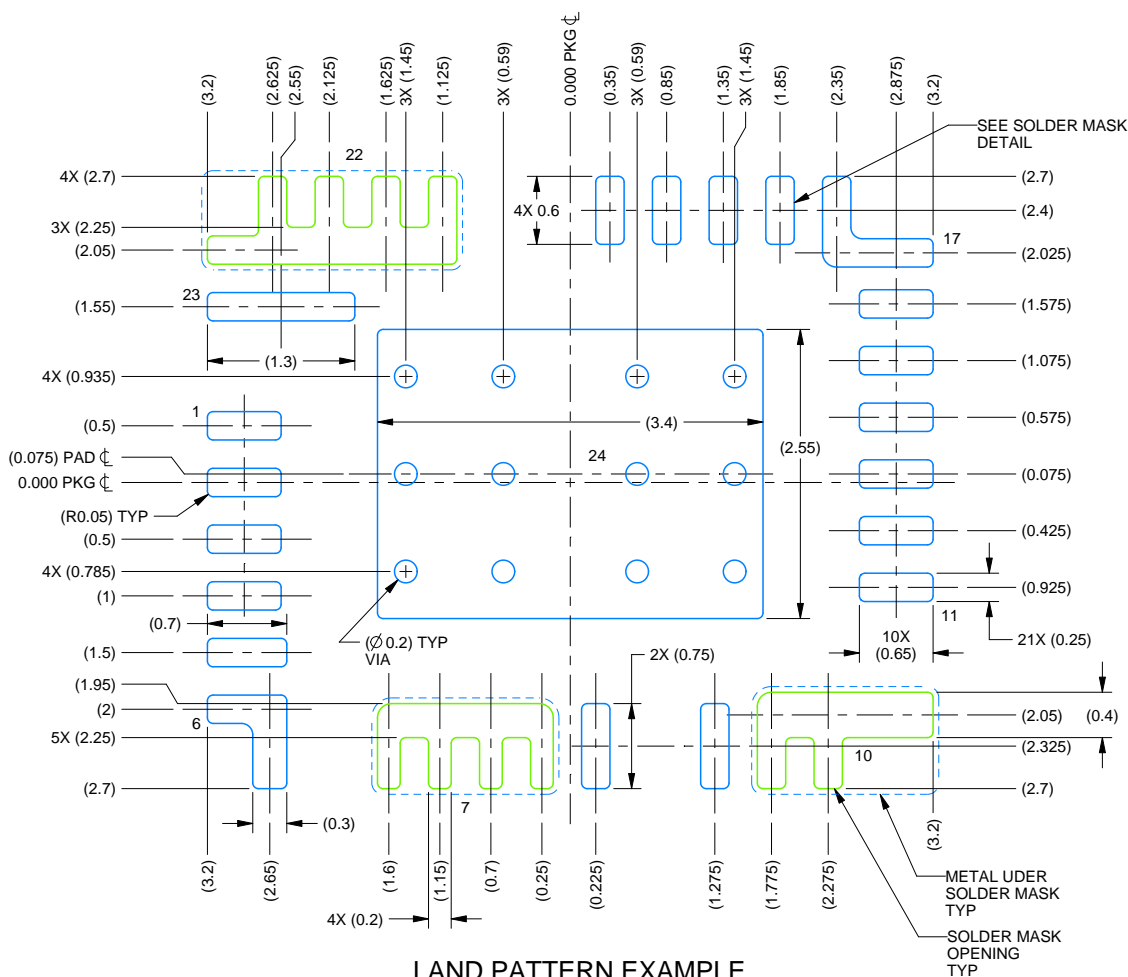 (3.2)
(2.625)
(2.55)
(2.125)
(1.625)
3X (1.45)
(1.125)
3X (0.59)
0.000 PKG ℄
(0.35)
3X (0.59)
(0.85)
(1.35)
3X (1.45)
(1.85)
(2.35)
(2.875)
(3.2)
SEE SOLDER MASK
DETAIL
22
4X (2.7)
4X 0.6
(2.7)
(2.4)
3X (2.25)
(2.05)
17
(2.025)
23
(1.55)
(1.575)
(1.3)
(1.075)
4X (0.935)
1
(0.5)
(3.4)
(2.55)
(0.575)
(0.075) PAD ℄
24
(0.075)
0.000 PKG ℄
(R0.05) TYP
(0.5)
(0.425)
4X (0.785)
(1)
(0.925)
11
(0.7)
(Ø 0.2) TYP
VIA
10X
(0.65)
21X (0.25)
(1.5)
2X (0.75)
(1.95)
(2)
6
(2.05)
(0.4)
5X (2.25)
10
(2.325)
(2.7)
7
(2.7)
(0.3)
(3.2)
(3.2)
(2.65)
(1.6)
(1.15)
(0.7)
(0.25)
(0.225)
(1.275)
(1.775)
(2.275)
4X (0.2)
METAL UDER
SOLDER MASK
TYP
SOLDER MASK
OPENING
TYP
LAND PATTERN EXAMPLE